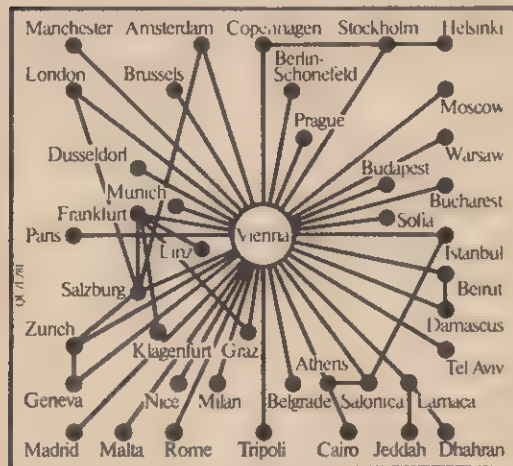 Manchester Amsterdam Copenhagen Stockholm Helsinki
London Brussels Berlin-
Schonefeld
Moscow
Prague
Warsaw
Dusseldorf
Budapest
Munich
Bucharest
Frankfurt
Sofia
Paris
Vienna
Linz
Istanbul
Salzburg
Beirut
Zurich
Damascus
Klagenfurt Graz
Athens
Tel Aviv
Geneva Nice Milan Belgrade Salonica Larnaca
Madrid Malta Rome Tripoli Cairo Jeddah Dhahran